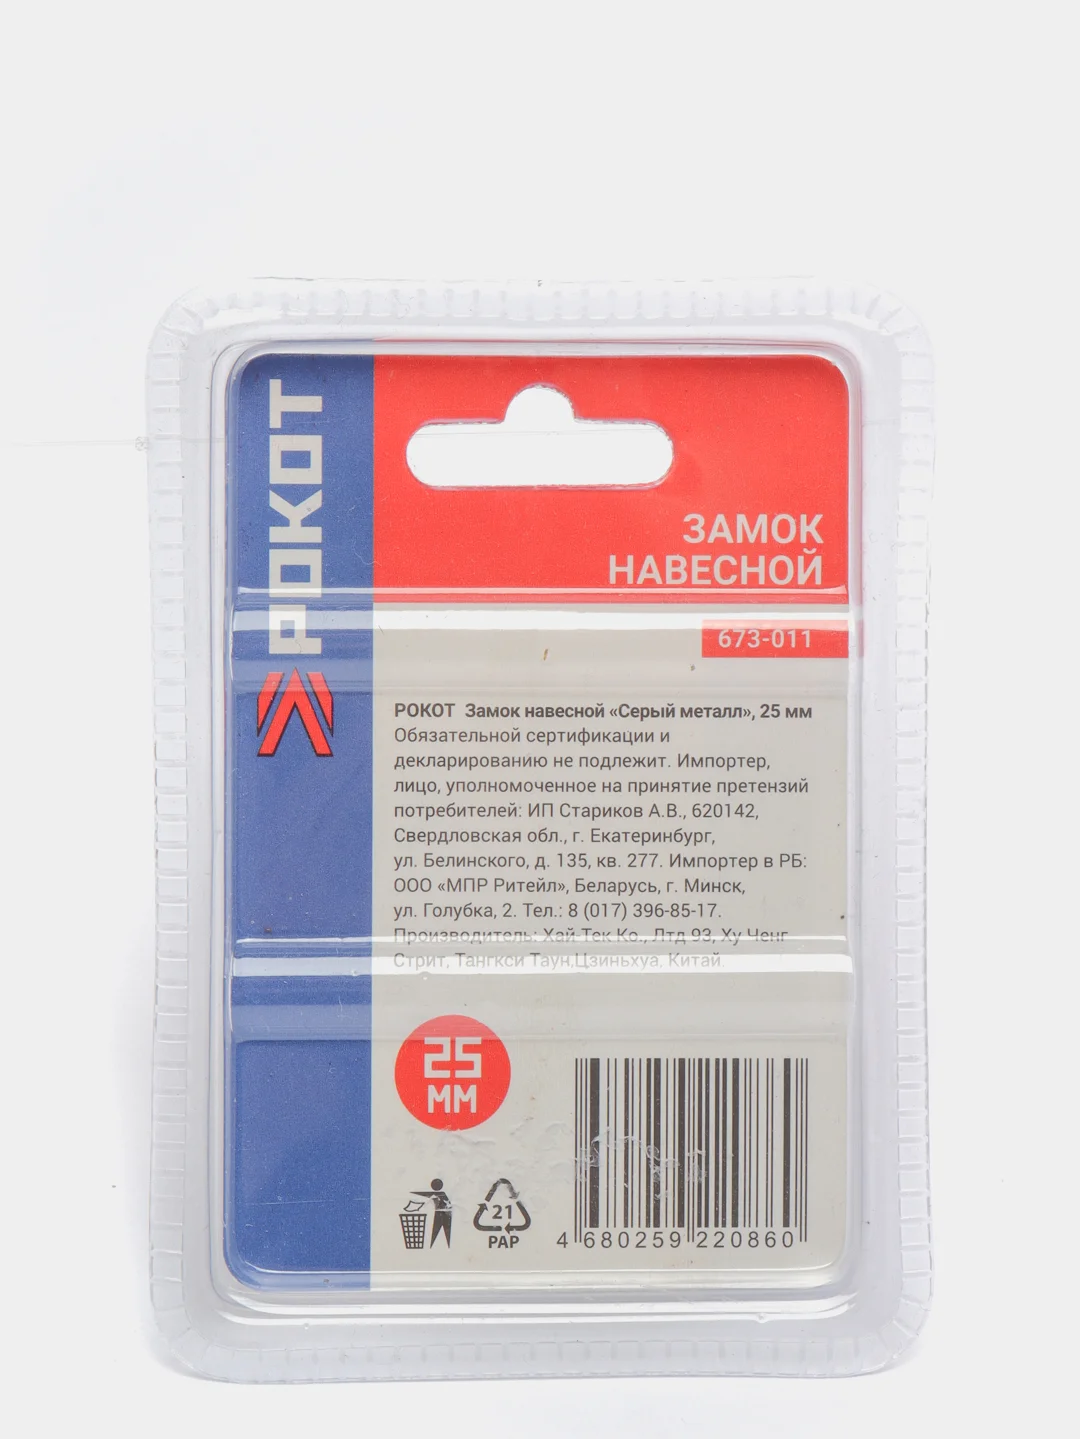 РОКОТ
ЗАМОК
НАВЕСНОЙ
673-011
РОКОТ Замок навесной «Серый металл», 25 мм
Обязательной сертификации и
декларированию не подлежит. Импортер,
лицо, уполномоченное на принятие претензий
потребителей: ИП Стариков А.В., 620142,
Свердловская обл., г. Екатеринбург,
ул. Белинского, д. 135, кв. 277. Импортер в РБ:
ООО «МПР Ритейл», Беларусь, г. Минск,
ул. Голубка, 2. Тел.: 8 (017) 396-85-17.
Производитель: Хай Тек Ко., Лтд 93, Ху Ченг
Стрит, Тангкси Таун,Цзиньхуа, Китай.
25
ММ
21
PAP
4 680259 220860